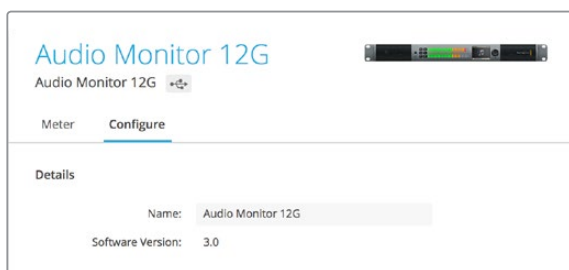 Audio Monitor 12G
Audio Monitor 12G
Meter Configure
Details
Name: Audio Monitor 12G
Software Version: 3.0